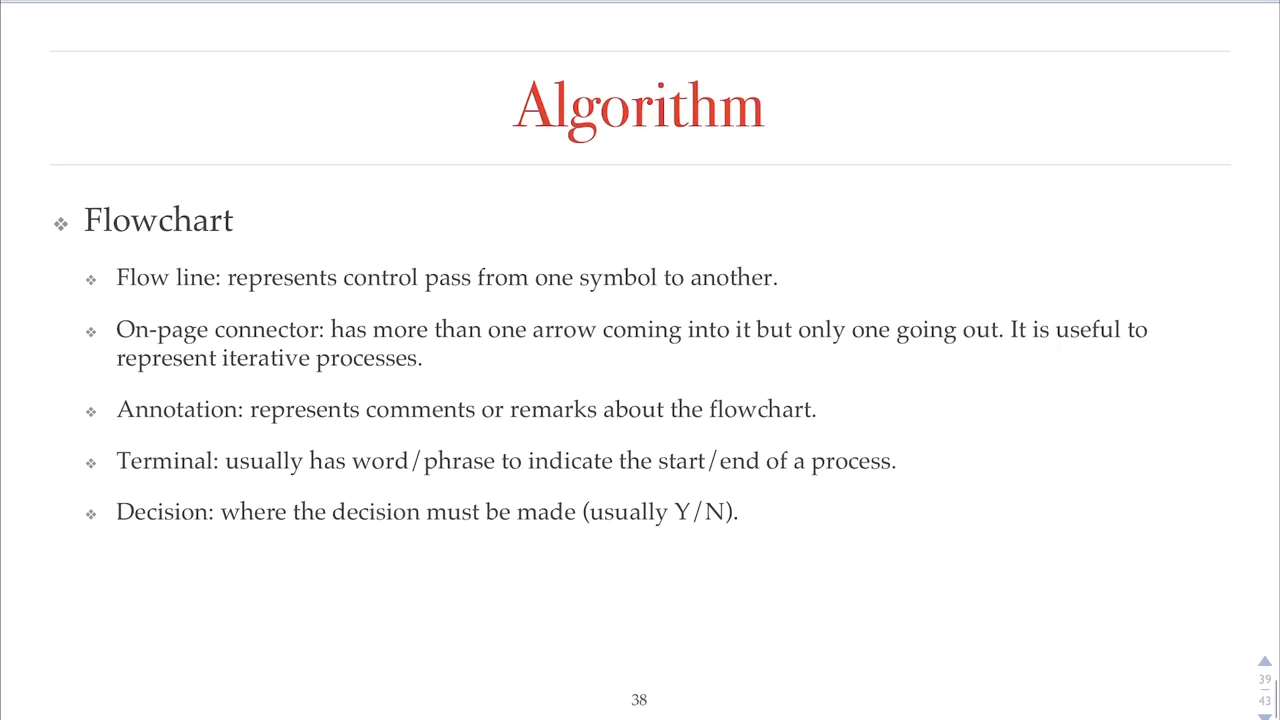 Algorithm
Flowchart
Flow line: represents control pass from one symbol to another.
On-page connector: has more than one arrow coming into it but only one going out. It is useful to
represent iterative processes.
Annotation: represents comments or remarks about the flowchart.
Terminal: usually has word/phrase to indicate the start/end of a process.
Decision: where the decision must be made (usually Y/N).
38
39
43